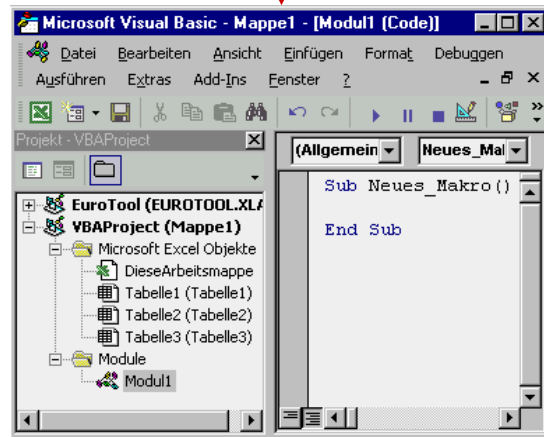 Microsoft Visual Basic - Mappe1 - [Modul1 (Code)]
Datei Bearbeiten Ansicht Einfügen Format Debuggen
Ausführen Extras Add-Ins Fenster ?
Projekt - VBAProject
(Allgemein Neues_Mal
EuroTool (EUROTOOL.XLA
VBAProject (Mappe1)
Microsoft Excel Objekte
DieseArbeitsmappe
Tabelle1 (Tabelle1)
Tabelle2 (Tabelle2)
Tabelle3 (Tabelle3)
Module
Modul1
Sub Neues_Makro()
End Sub